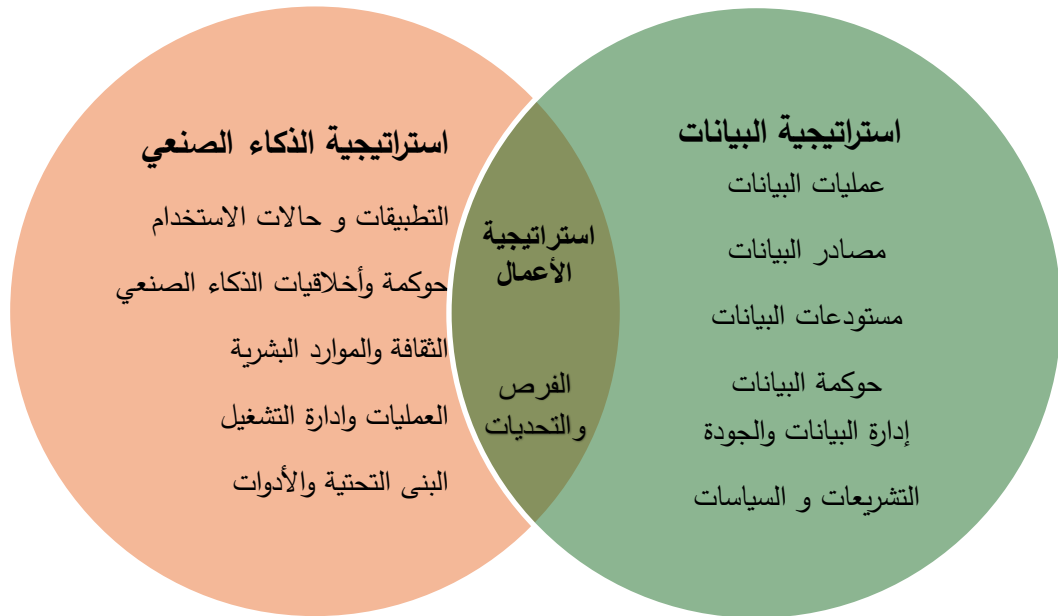 استراتيجية البيانات
عمليات البيانات
مصادر البيانات
مستودعات البيانات
حوكمة البيانات
إدارة البيانات والجودة
التشريعات و السياسات
استراتيجية
الأعمال
الفرص
والتحديات
استراتيجية الذكاء الصنعي
التطبيقات و حالات الاستخدام
حوكمة وأخلاقيات الذكاء الصنعي
الثقافة والموارد البشرية
العمليات وادارة التشغيل
البنى التحتية والأدوات